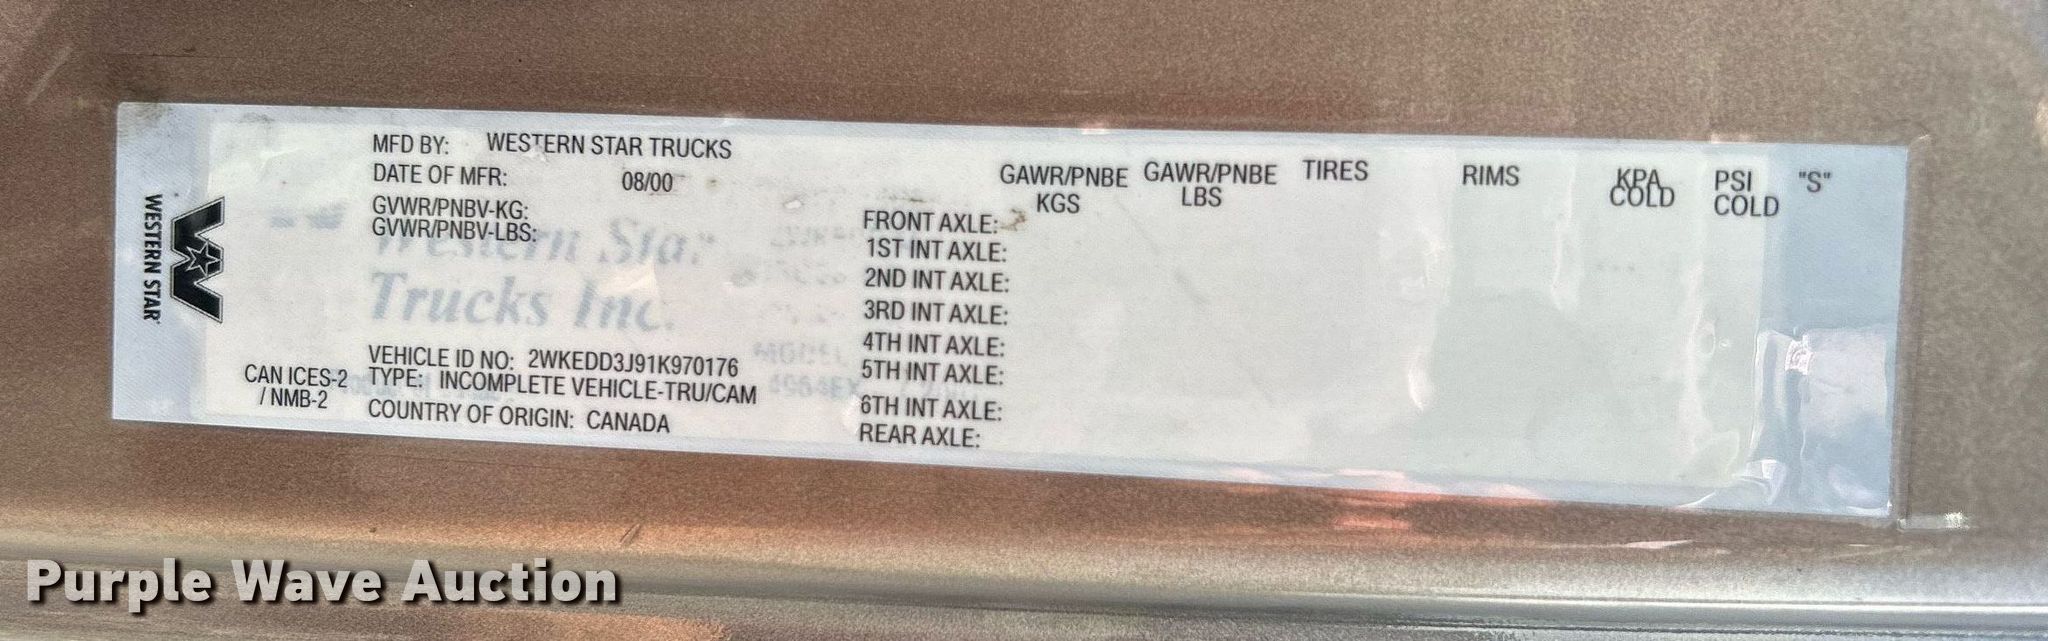 WESTERN STAR
MFD BY: WESTERN STAR TRUCKS
DATE OF MFR: 08/00
GVWR/PNBV-KG:
GVWR/PNBV-LBS:
Western Star
Trucks Inc.
VEHICLE ID NO: 2WKEDD3J91K970176
CAN ICES-2 / NMB-2
TYPE: INCOMPLETE VEHICLE-TRU/CAM
COUNTRY OF ORIGIN: CANADA
MODEL
4964EX
GAWR/PNBE KGS
GAWR/PNBE LBS
TIRES
RIMS
KPA COLD
PSI COLD
"S"
FRONT AXLE:
1ST INT AXLE:
2ND INT AXLE:
3RD INT AXLE:
4TH INT AXLE:
5TH INT AXLE:
6TH INT AXLE:
REAR AXLE:
Purple Wave Auction